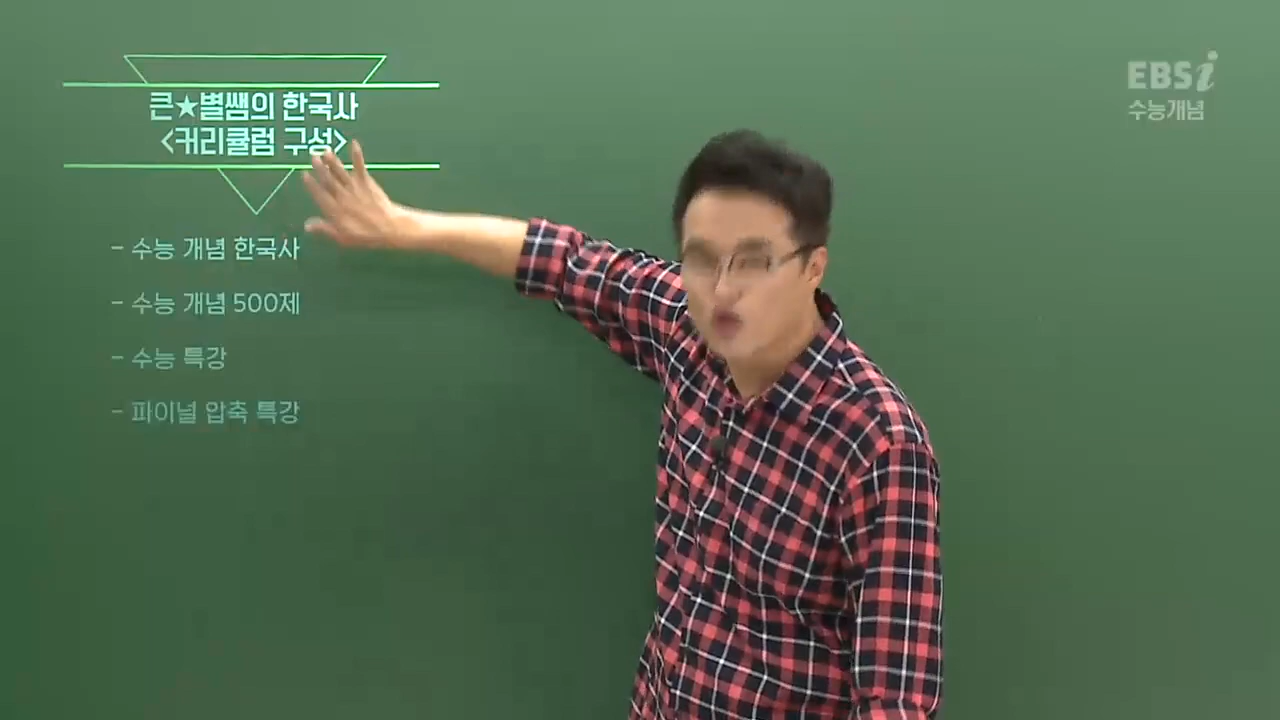 큰★별쌤의 한국사
<커리큘럼 구성>
- 수능 개념 한국사
- 수능 개념 500제
- 수능 특강
- 파이널 압축 특강
EBSi
수능개념